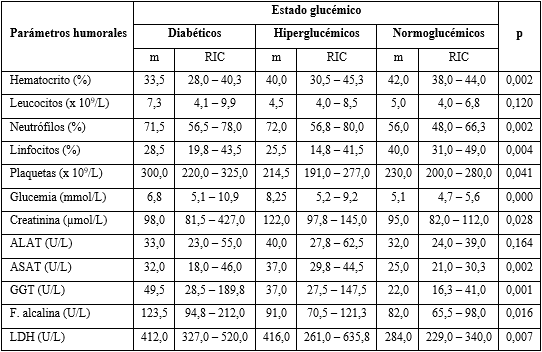 Parámetros humorales Estado glucémico p
Diabéticos Hiperglucémicos Normoglucémicos
m RIC m RIC m RIC
Hematocrito (%) 33,5 28,0 – 40,3 40,0 30,5 – 45,3 42,0 38,0 – 44,0 0,002
Leucocitos (x 10⁹/L) 7,3 4,1 – 9,9 4,5 4,0 – 8,5 5,0 4,0 – 6,8 0,120
Neutrófilos (%) 71,5 56,5 – 78,0 72,0 56,8 – 80,0 56,0 48,0 – 66,3 0,002
Linfocitos (%) 28,5 19,8 – 43,5 25,5 14,8 – 41,5 40,0 31,0 – 49,0 0,004
Plaquetas (x 10⁹/L) 300,0 220,0 – 325,0 214,5 191,0 – 277,0 230,0 200,0 – 280,0 0,041
Glucemia (mmol/L) 6,8 5,1 – 10,9 8,25 5,2 – 9,2 5,1 4,7 – 5,6 0,000
Creatinina (µmol/L) 98,0 81,5 – 427,0 122,0 97,8 – 145,0 95,0 82,0 – 112,0 0,028
ALAT (U/L) 33,0 23,0 – 55,0 40,0 27,8 – 62,5 32,0 24,0 – 39,0 0,164
ASAT (U/L) 32,0 18,0 – 46,0 37,0 29,8 – 44,5 25,0 21,0 – 30,3 0,002
GGT (U/L) 49,5 28,5 – 189,8 37,0 27,5 – 147,5 22,0 16,3 – 41,0 0,001
F. alcalina (U/L) 123,5 94,8 – 212,0 91,0 70,5 – 121,3 82,0 65,5 – 98,0 0,016
LDH (U/L) 412,0 327,0 – 520,0 416,0 261,0 – 635,8 284,0 229,0 – 340,0 0,007